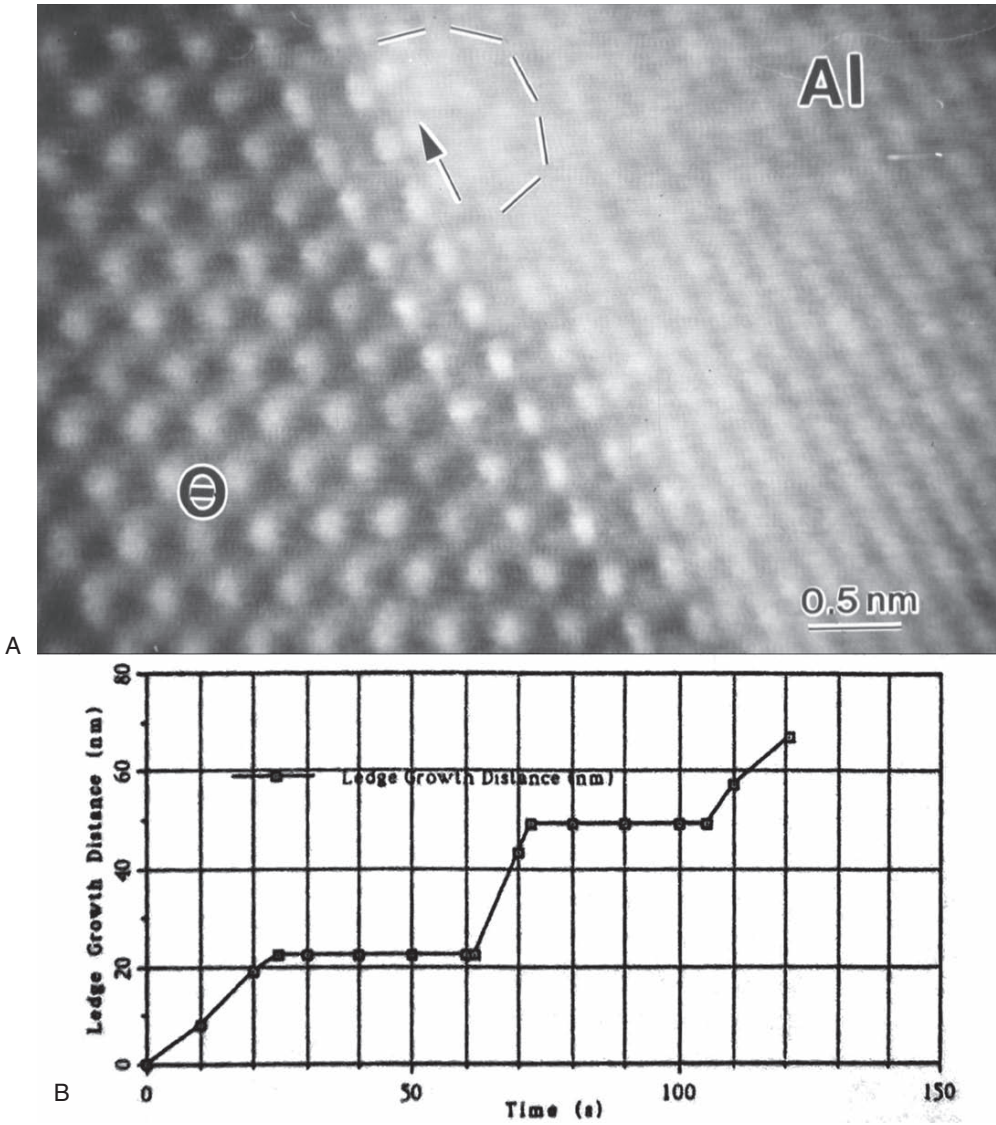 Al
Θ
0.5 nm
A
80
60
40
20
0
Ledge Growth Distance (nm)
Ledge Growth Distance (nm)
0
50
100
150
Time (s)
B